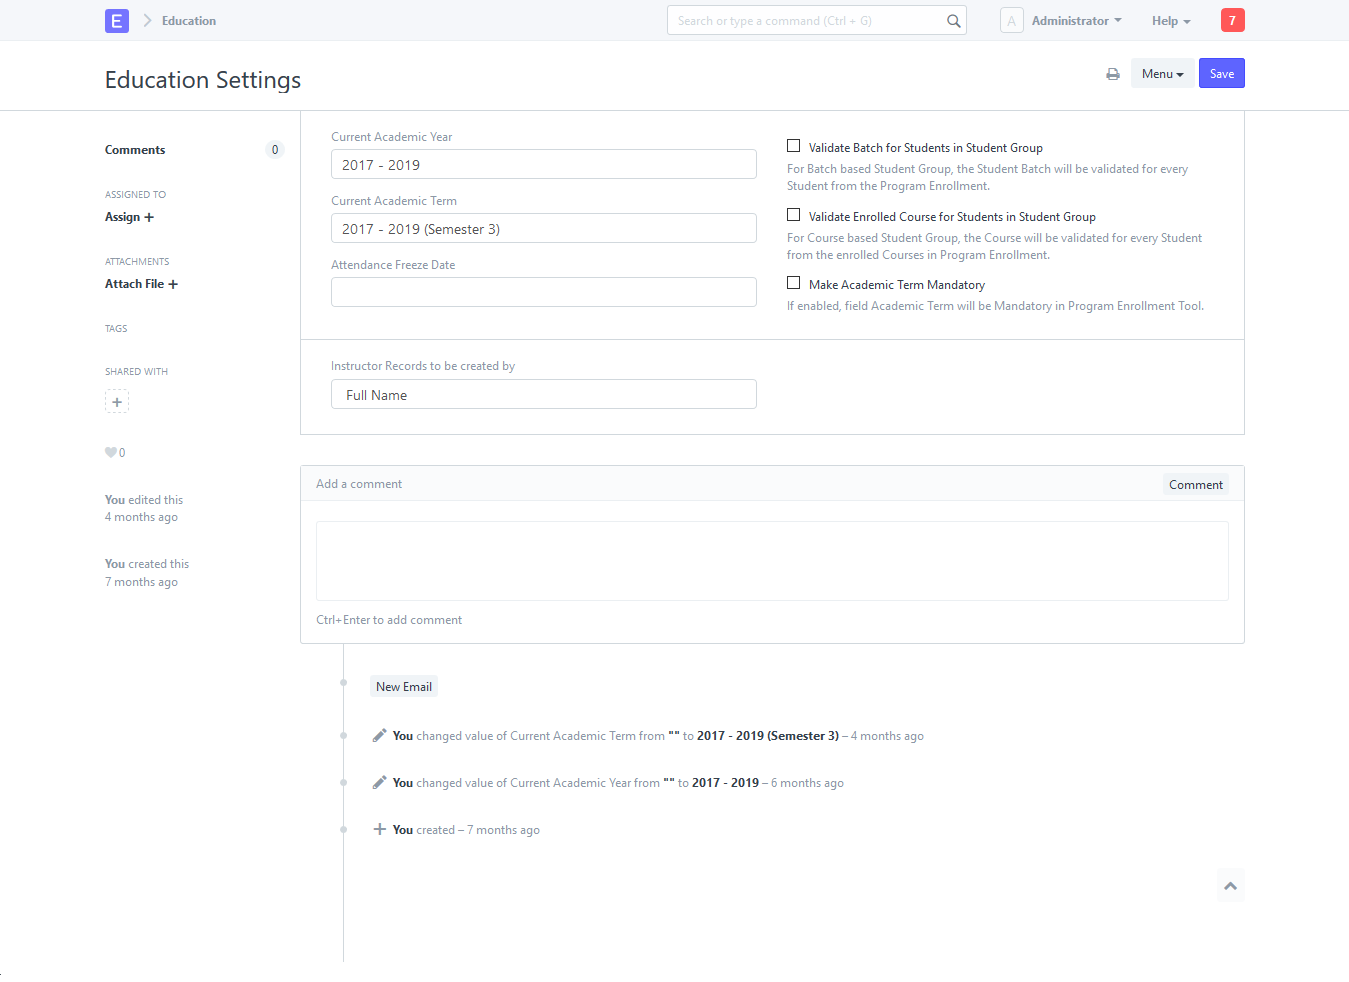 E Education
Search or type a command (Ctrl + G)
A Administrator
Help
7
Education Settings
Menu
Save
Comments 0
ASSIGNED TO
Assign +
ATTACHMENTS
Attach File +
TAGS
SHARED WITH
+
0
You edited this
4 months ago
You created this
7 months ago
Current Academic Year
2017 - 2019
Current Academic Term
2017 - 2019 (Semester 3)
Attendance Freeze Date
Validate Batch for Students in Student Group
For Batch based Student Group, the Student Batch will be validated for every
Student from the Program Enrollment.
Validate Enrolled Course for Students in Student Group
For Course based Student Group, the Course will be validated for every Student
from the enrolled Courses in Program Enrollment.
Make Academic Term Mandatory
If enabled, field Academic Term will be Mandatory in Program Enrollment Tool.
Instructor Records to be created by
Full Name
Add a comment
Comment
Ctrl+Enter to add comment
New Email
You changed value of Current Academic Term from "" to 2017 - 2019 (Semester 3) – 4 months ago
You changed value of Current Academic Year from "" to 2017 - 2019 – 6 months ago
You created – 7 months ago